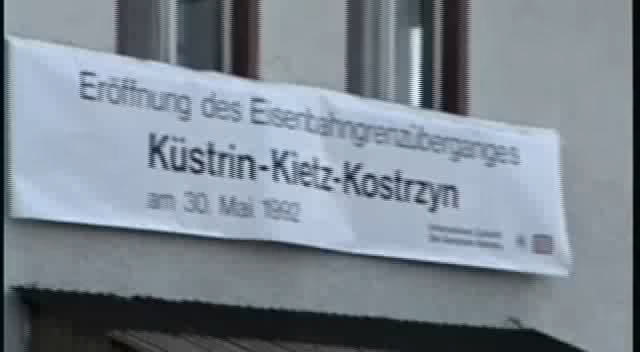 Eröffnung des Eisenbahngrenzüberganges
Küstrin-Kietz-Kostrzyn
am 30. Mai 1992